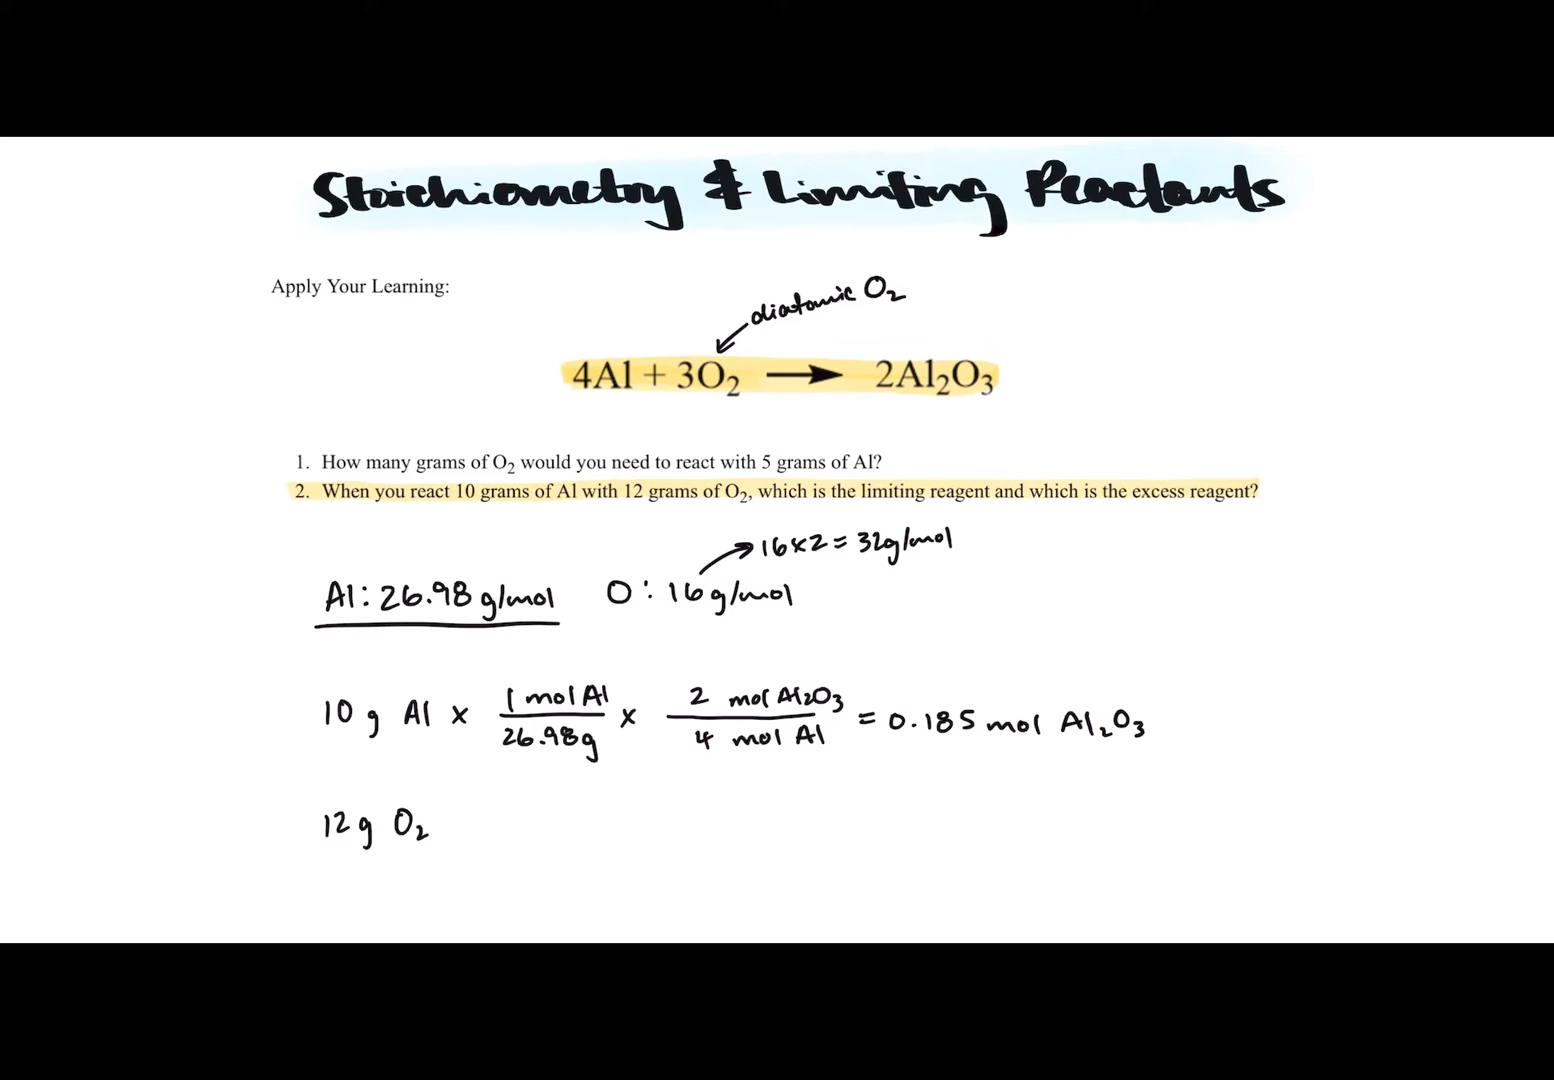 Stoichiometry & Limiting Reactants
Apply Your Learning:
diatomic O₂
4Al + 3O₂ ⟶ 2Al₂O₃
1. How many grams of O₂ would you need to react with 5 grams of Al?
2. When you react 10 grams of Al with 12 grams of O₂, which is the limiting reagent and which is the excess reagent?
16×2 = 32g/mol
Al: 26.98 g/mol O: 16 g/mol
10 g Al × 1 mol Al / 26.98g × 2 mol Al₂O₃ / 4 mol Al = 0.185 mol Al₂O₃
12g O₂